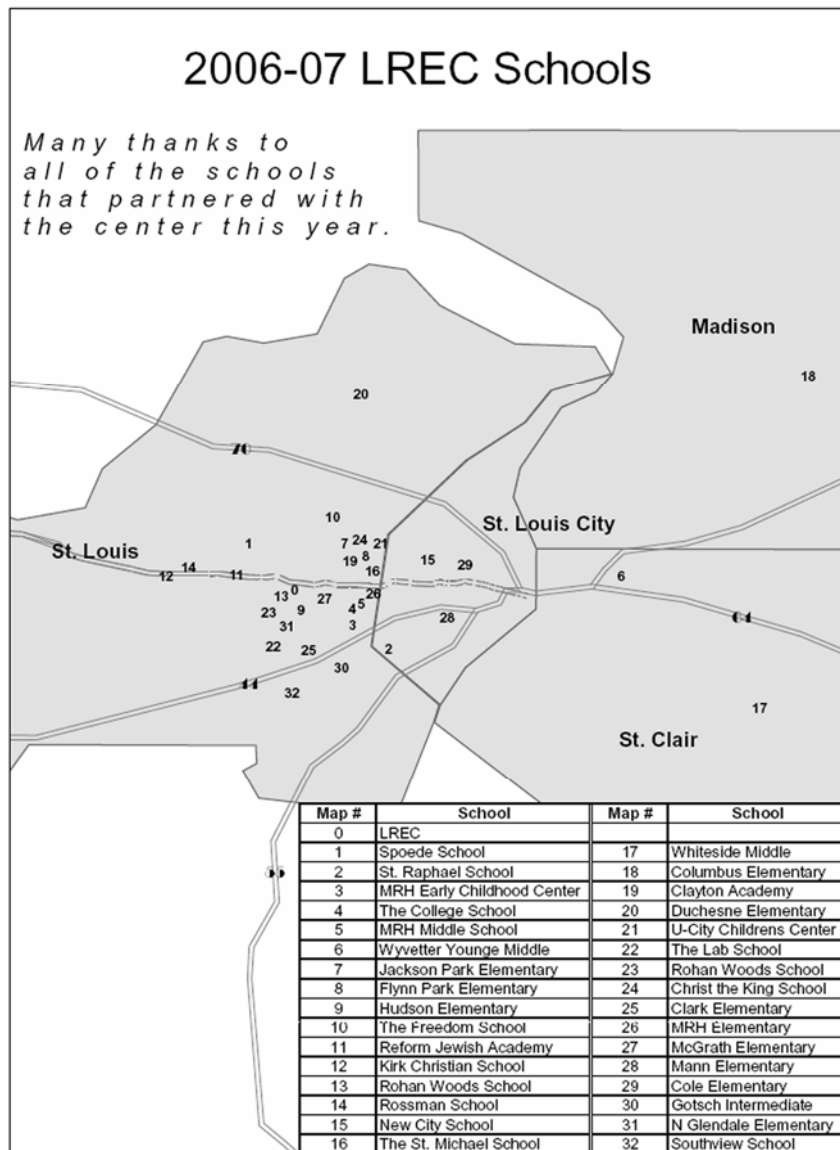 2006-07 LREC Schools
Many thanks to
all of the schools
that partnered with
the center this year.
Madison
18
20
70
10
St. Louis City
1
7
24
21
St. Louis
8
15
19
29
14
16
12
11
6
0
13
27
26
5
23
9
4
28
64
31
3
22
25
2
30
44
32
17
St. Clair
55
Map # School Map # School
0 LREC
1 Spoede School 17 Whiteside Middle
2 St. Raphael School 18 Columbus Elementary
3 MRH Early Childhood Center 19 Clayton Academy
4 The College School 20 Duchesne Elementary
5 MRH Middle School 21 U-City Childrens Center
6 Wyvetter Younge Middle 22 The Lab School
7 Jackson Park Elementary 23 Rohan Woods School
8 Flynn Park Elementary 24 Christ the King School
9 Hudson Elementary 25 Clark Elementary
10 The Freedom School 26 MRH Elementary
11 Reform Jewish Academy 27 McGrath Elementary
12 Kirk Christian School 28 Mann Elementary
13 Rohan Woods School 29 Cole Elementary
14 Rossman School 30 Gotsch Intermediate
15 New City School 31 N Glendale Elementary
16 The St. Michael School 32 Southview School